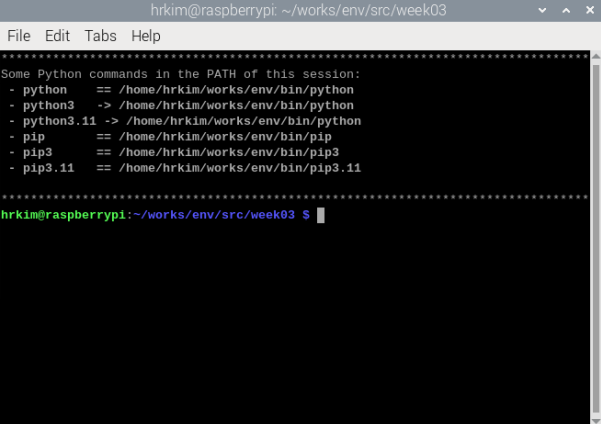 hrkim@raspberrypi: ~/works/env/src/week03
File Edit Tabs Help
********************************************************************************
Some Python commands in the PATH of this session:
 - python    == /home/hrkim/works/env/bin/python
 - python3   -> /home/hrkim/works/env/bin/python
 - python3.11 -> /home/hrkim/works/env/bin/python
 - pip       == /home/hrkim/works/env/bin/pip
 - pip3      == /home/hrkim/works/env/bin/pip3
 - pip3.11   == /home/hrkim/works/env/bin/pip3.11
********************************************************************************
hrkim@raspberrypi:~/works/env/src/week03 $